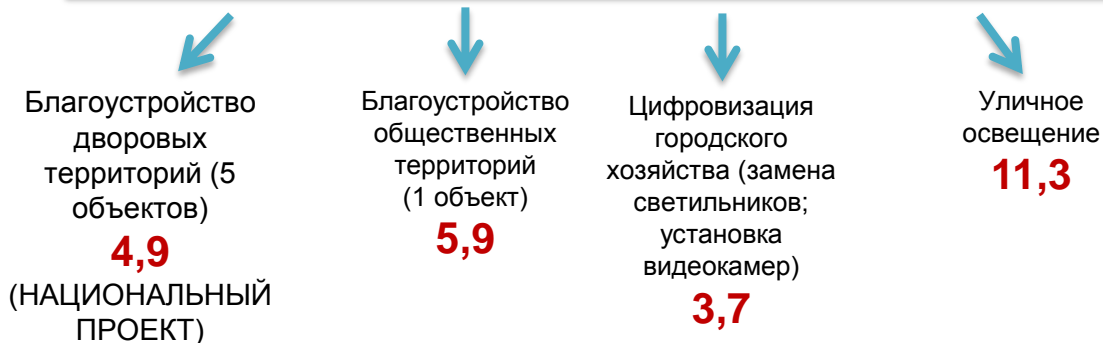 Благоустройство
дворовых
территорий (5
объектов)
4,9
(НАЦИОНАЛЬНЫЙ
ПРОЕКТ)
Благоустройство
общественных
территорий
(1 объект)
5,9
Цифровизация
городского
хозяйства (замена
светильников;
установка
видеокамер)
3,7
Уличное
освещение
11,3